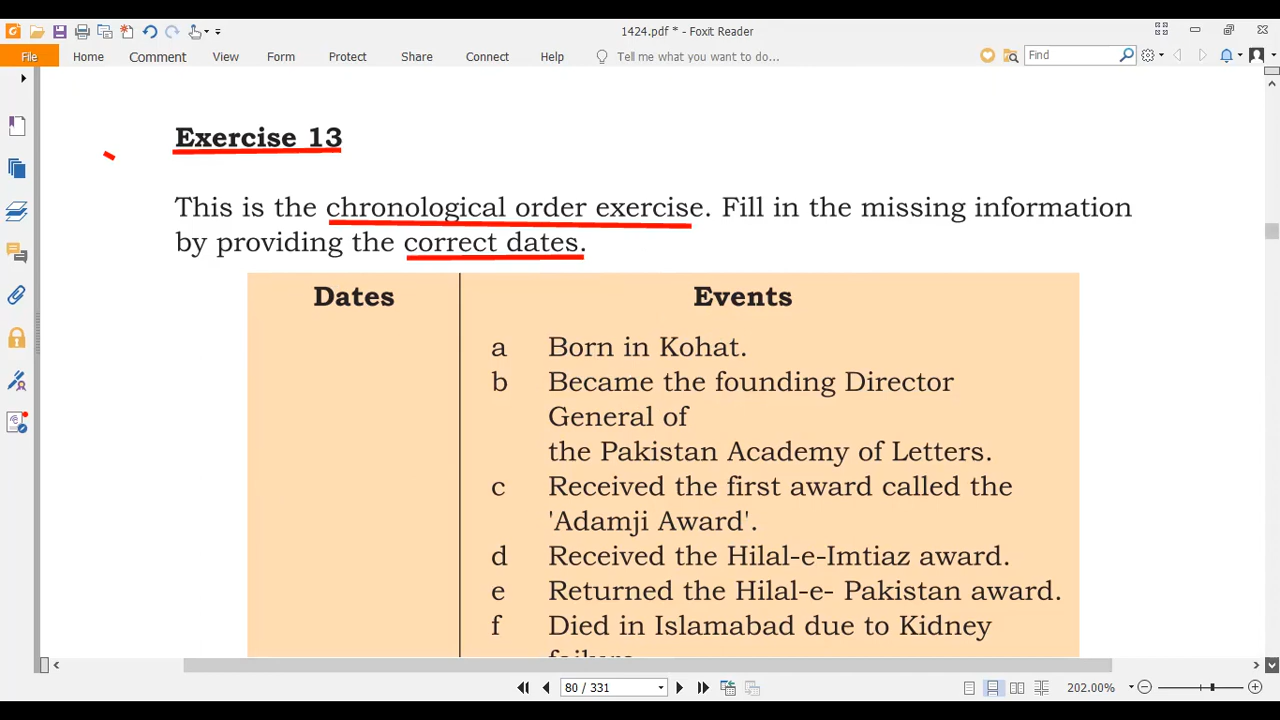 1424.pdf * - Foxit Reader
File Home Comment View Form Protect Share Connect Help Tell me what you want to do... Find
Exercise 13
This is the chronological order exercise. Fill in the missing information
by providing the correct dates.
Dates Events
a Born in Kohat.
b Became the founding Director
General of
the Pakistan Academy of Letters.
c Received the first award called the
'Adamji Award'.
d Received the Hilal-e-Imtiaz award.
e Returned the Hilal-e- Pakistan award.
f Died in Islamabad due to Kidney
80 / 331 202.00%